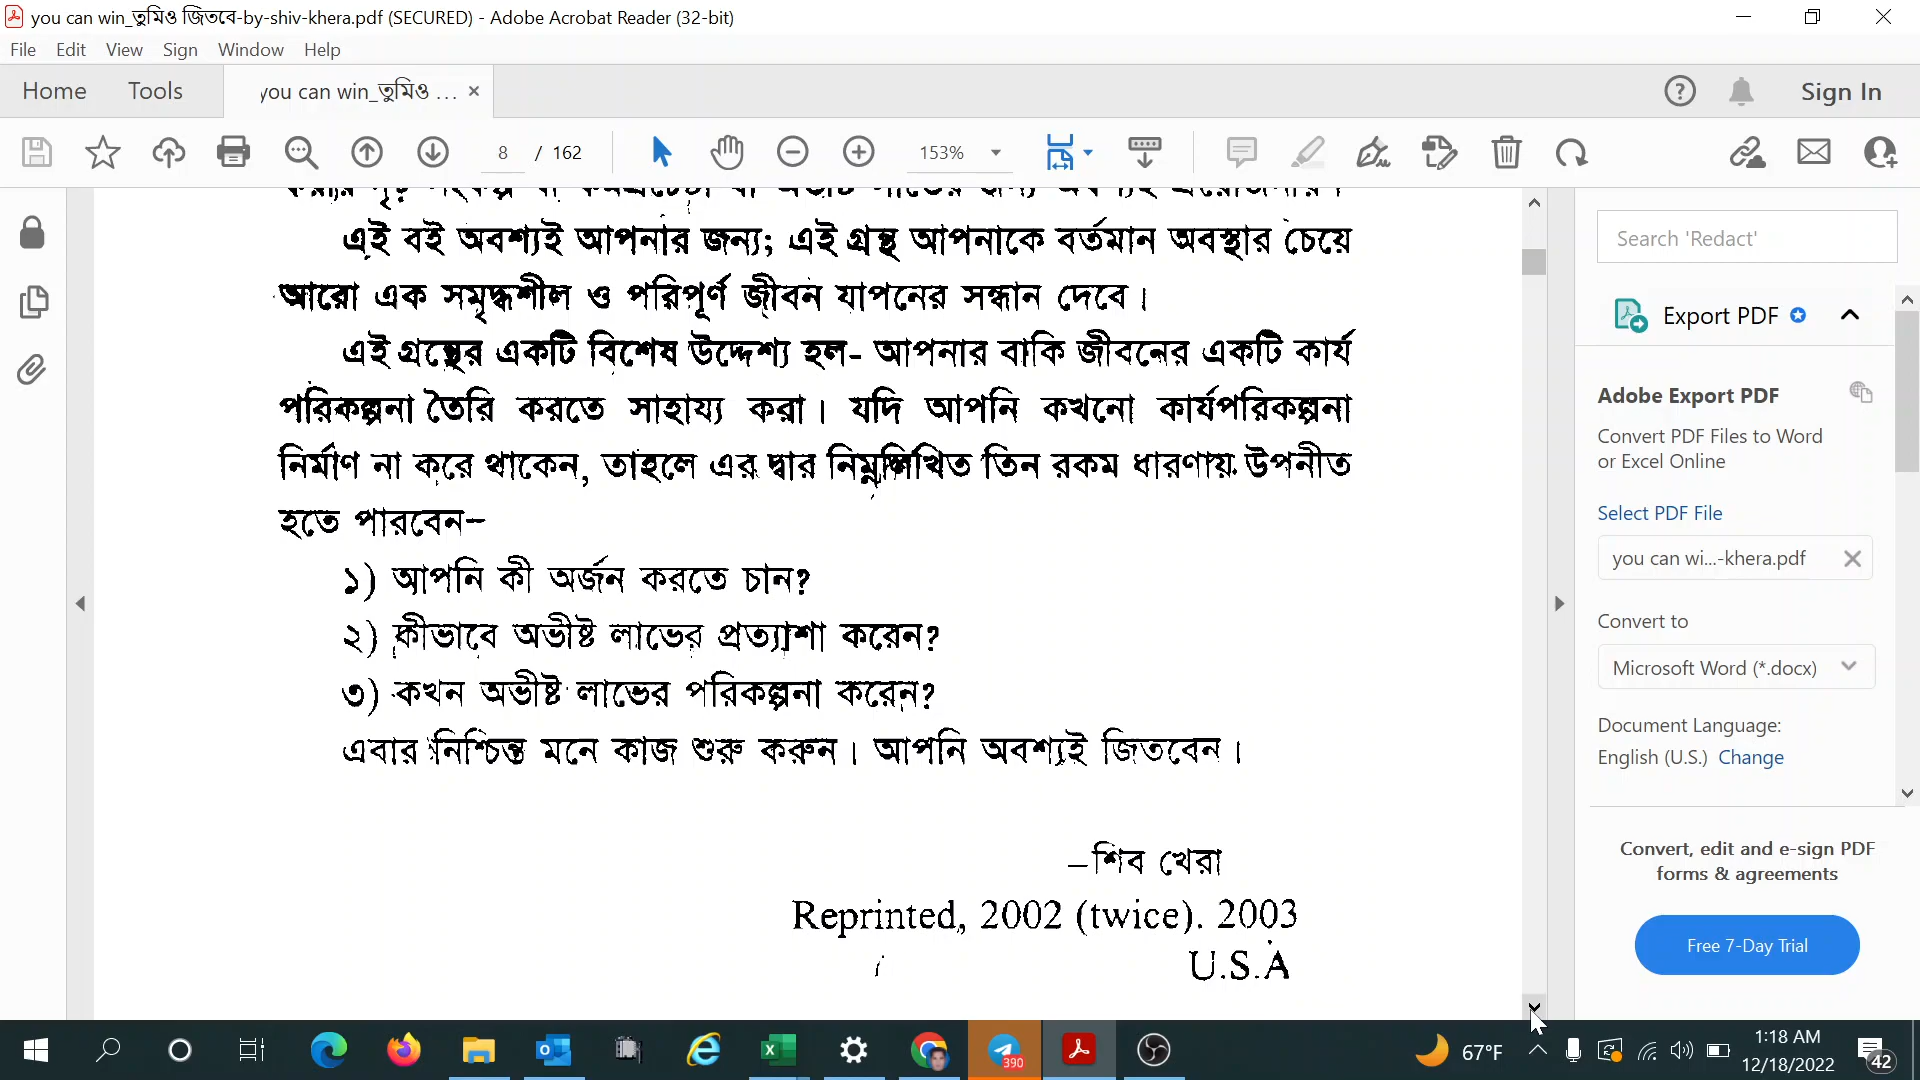 you can win_তুমিও জিতবে-by-shiv-khera.pdf (SECURED) - Adobe Acrobat Reader (32-bit)
File Edit View Sign Window Help
Home Tools you can win_তুমিও ... × Sign In
8 / 162 153%
এই বই অবশ্যই আপনার জন্য; এই গ্রন্থ আপনাকে বর্তমান অবস্থার চেয়ে
আরো এক সমৃদ্ধশীল ও পরিপূর্ণ জীবন যাপনের সন্ধান দেবে।
এই গ্রন্থের একটি বিশেষ উদ্দেশ্য হল- আপনার বাকি জীবনের একটি কার্য
পরিকল্পনা তৈরি করতে সাহায্য করা। যদি আপনি কখনো কার্যপরিকল্পনা
নির্মাণ না করে থাকেন, তাহলে এর দ্বার নিম্নলিখিত তিন রকম ধারণায় উপনীত
হতে পারবেন–
১) আপনি কী অর্জন করতে চান?
২) কীভাবে অভীষ্ট লাভের প্রত্যাশা করেন?
৩) কখন অভীষ্ট লাভের পরিকল্পনা করেন?
এবার নিশ্চিন্ত মনে কাজ শুরু করুন। আপনি অবশ্যই জিতবেন।
–শিব খেরা
Reprinted, 2002 (twice). 2003
U.S.A
Search 'Redact'
Export PDF
Adobe Export PDF
Convert PDF Files to Word
or Excel Online
Select PDF File
you can wi...-khera.pdf
Convert to
Microsoft Word (*.docx)
Document Language:
English (U.S.) Change
Convert, edit and e-sign PDF
forms & agreements
Free 7-Day Trial
390
67°F
1:18 AM
12/18/2022
42